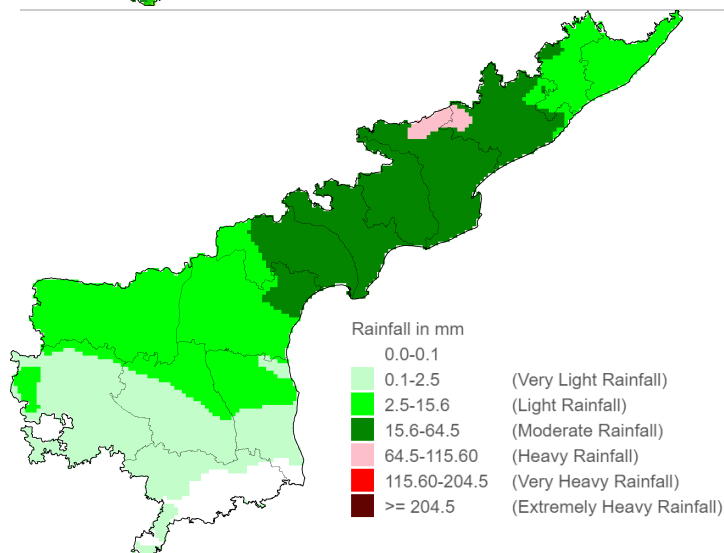 Rainfall in mm
0.0-0.1
0.1-2.5 (Very Light Rainfall)
2.5-15.6 (Light Rainfall)
15.6-64.5 (Moderate Rainfall)
64.5-115.60 (Heavy Rainfall)
115.60-204.5 (Very Heavy Rainfall)
>= 204.5 (Extremely Heavy Rainfall)